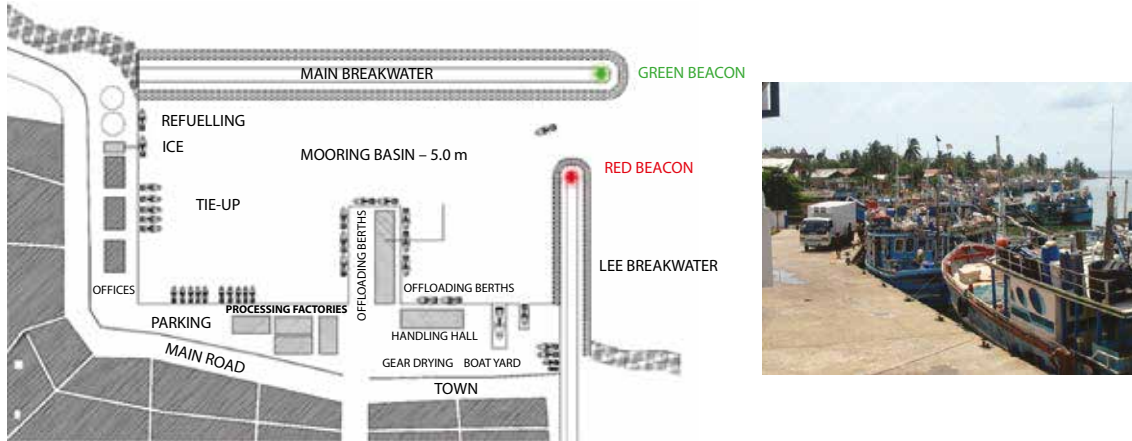 MAIN BREAKWATER
GREEN BEACON
REFUELLING
ICE
MOORING BASIN – 5.0 m
RED BEACON
TIE-UP
OFFLOADING BERTHS
LEE BREAKWATER
OFFICES
OFFLOADING BERTHS
PROCESSING FACTORIES
PARKING
HANDLING HALL
MAIN ROAD
GEAR DRYING
BOAT YARD
TOWN